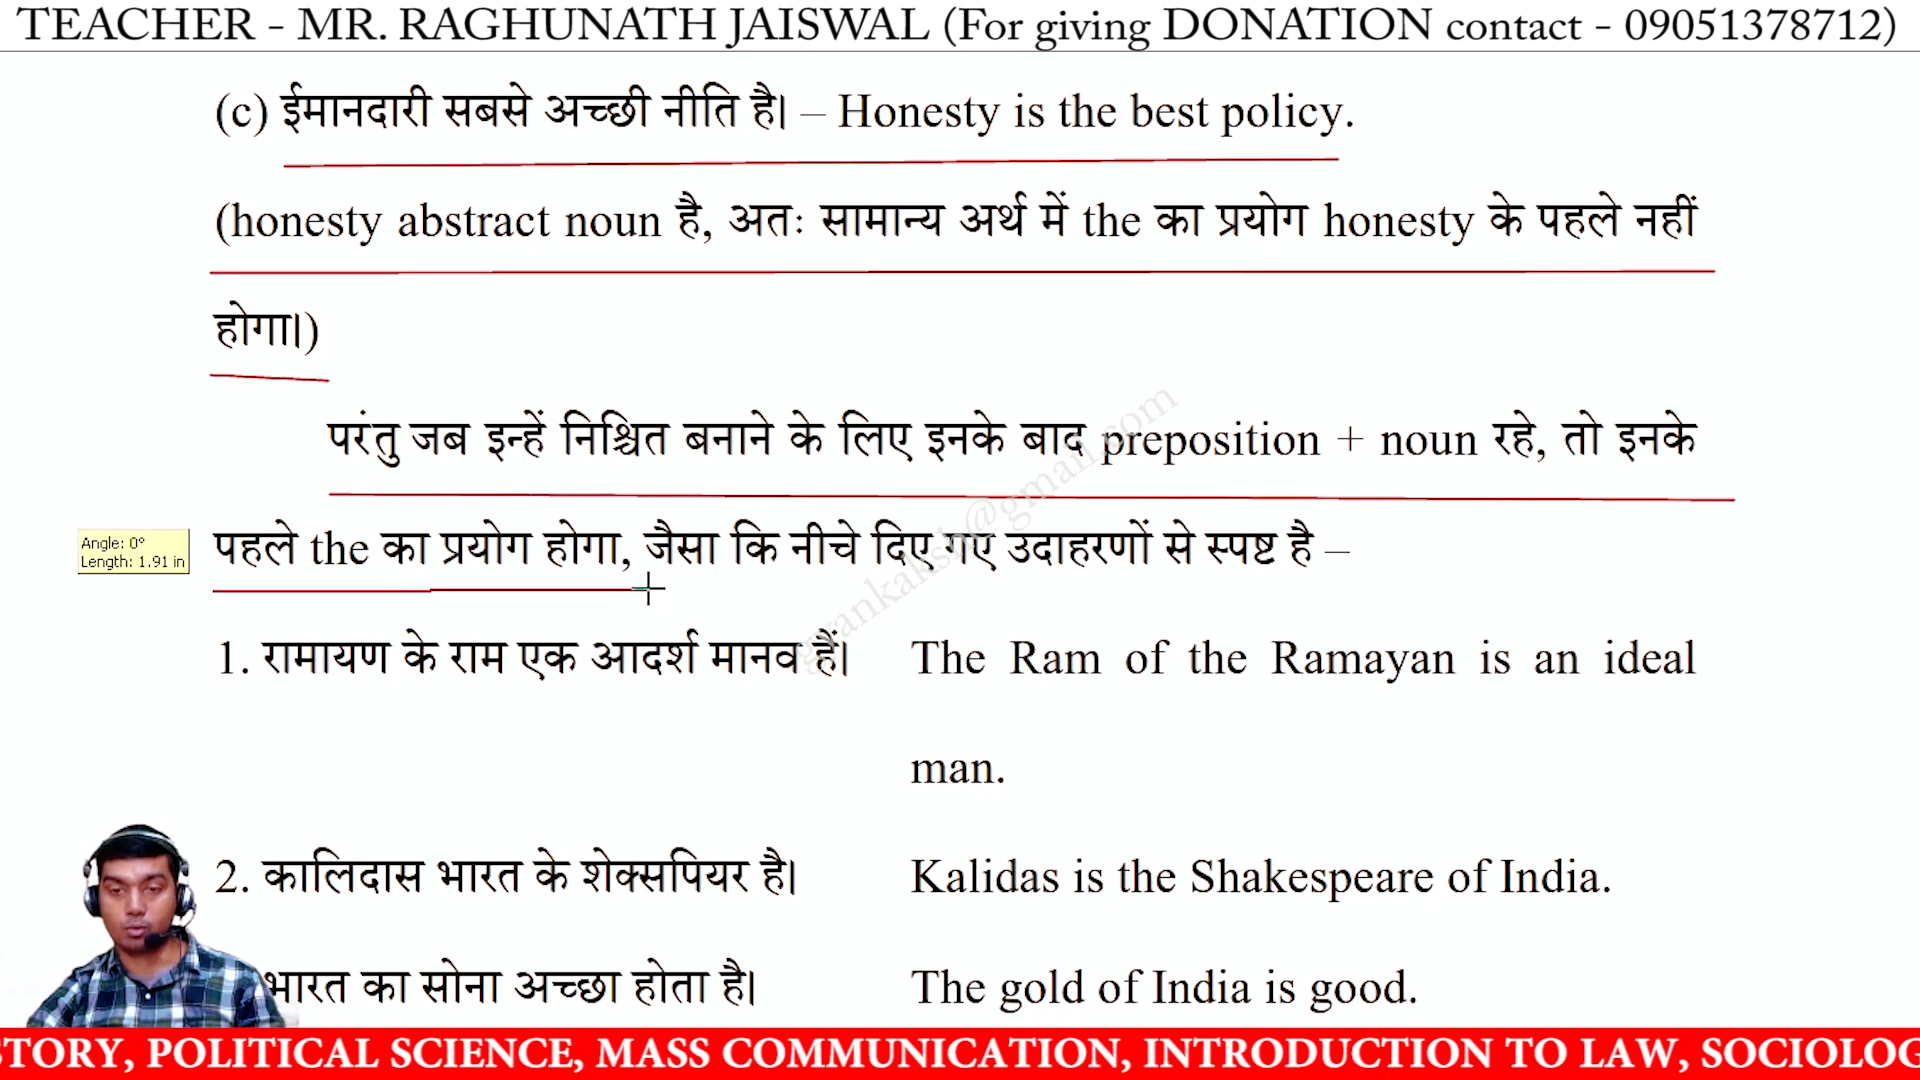 TEACHER - MR. RAGHUNATH JAISWAL (For giving DONATION contact - 09051378712)
(c) ईमानदारी सबसे अच्छी नीति है। – Honesty is the best policy.
(honesty abstract noun है, अतः सामान्य अर्थ में the का प्रयोग honesty के पहले नहीं
होगा।)
परंतु जब इन्हें निश्चित बनाने के लिए इनके बाद preposition + noun रहे, तो इनके
पहले the का प्रयोग होगा, जैसा कि नीचे दिए गए उदाहरणों से स्पष्ट है –
Angle: 0°
Length: 1.91 in
1. रामायण के राम एक आदर्श मानव हैं। The Ram of the Ramayan is an ideal
man.
2. कालिदास भारत के शेक्सपियर है। Kalidas is the Shakespeare of India.
भारत का सोना अच्छा होता है। The gold of India is good.
gyankaksh@gmail.com
STORY, POLITICAL SCIENCE, MASS COMMUNICATION, INTRODUCTION TO LAW, SOCIOLOG